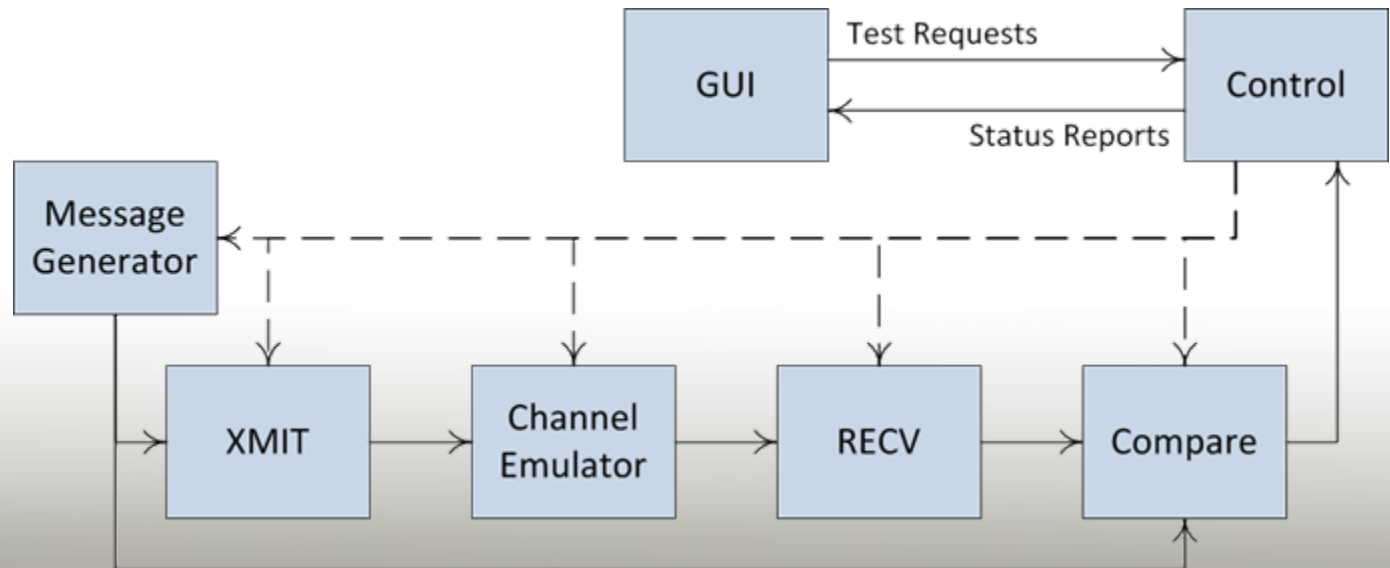 Test Requests
GUI
Control
Status Reports
Message
Generator
XMIT
Channel
Emulator
RECV
Compare